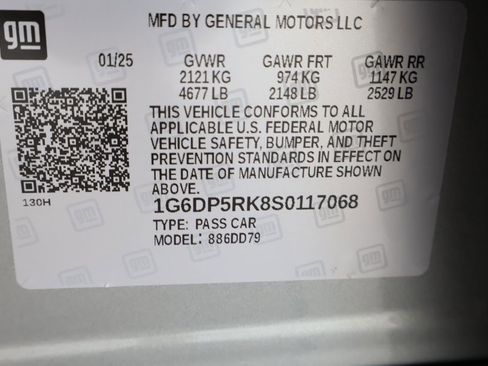 gm
MFD BY GENERAL MOTORS LLC
01/25 GVWR GAWR FRT GAWR RR
2121 KG 974 KG 1147 KG
4677 LB 2148 LB 2529 LB
THIS VEHICLE CONFORMS TO ALL
APPLICABLE U.S. FEDERAL MOTOR
VEHICLE SAFETY, BUMPER, AND THEFT
PREVENTION STANDARDS IN EFFECT ON
THE DATE OF MANUFACTURE SHOWN
ABOVE.
130H
1G6DP5RK8S0117068
TYPE: PASS CAR
MODEL: 886DD79